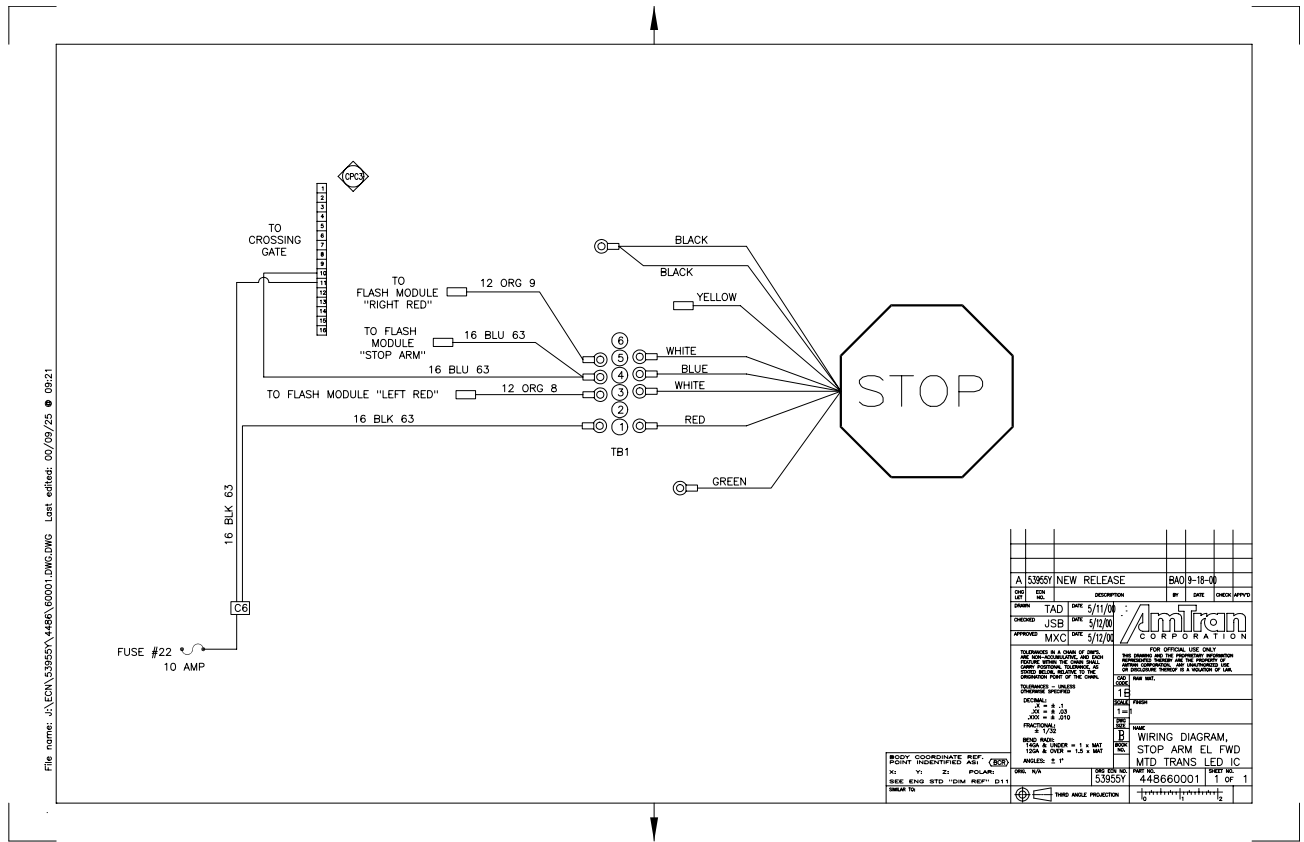 CPC3
1
2
3
4
5
6
7
8
9
10
11
12
13
14
15
16
TO
CROSSING
GATE
BLACK
BLACK
TO
FLASH MODULE
"RIGHT RED"
12 ORG 9
YELLOW
TO FLASH
MODULE
"STOP ARM"
16 BLU 63
6
5
WHITE
16 BLU 63
4
BLUE
TO FLASH MODULE "LEFT RED"
12 ORG 8
3
WHITE
2
16 BLK 63
1
RED
TB1
STOP
GREEN
16 BLK 63
C6
FUSE #22
10 AMP
File name: J:\ECN\53955Y\4486\60001.DWG.DWG Last edited: 00/09/25 @ 09:21
A 53955Y NEW RELEASE BAO 9-18-00
CHG LET
ECN NO.
DESCRIPTION BY DATE CHECK APPV'D
DRAWN TAD DATE 5/11/00
CHECKED JSB DATE 5/12/00
APPROVED MXC DATE 5/12/00
AmTran
CORPORATION
TOLERANCES IN A CHAIN OF DIM'S,
ARE NON-ACCUMULATIVE, AND EACH
FEATURE WITHIN THE CHAIN SHALL
CARRY POSITIONAL TOLERANCE, AS
STATED BELOW, RELATIVE TO THE
ORIGINATION POINT OF THE CHAIN.
TOLERANCES - UNLESS
OTHERWISE SPECIFIED
DECIMAL:
.X = ± .1
.XX = ± .03
.XXX = ± .010
FRACTIONAL:
± 1/32
BEND RADII:
14GA & UNDER = 1 x MAT
12GA & OVER = 1.5 x MAT
ANGLES: ± 1°
FOR OFFICIAL USE ONLY
THIS DRAWING AND THE PROPRIETARY INFORMATION
REPRESENTED THEREBY ARE THE PROPERTY OF
AMTRAN CORPORATION. ANY UNAUTHORIZED USE
OR DISCLOSURE THEREOF IS A VIOLATION OF LAW.
CAD CODE
1B
RAW MAT.
SCALE
1=1
FINISH
DWG SIZE
B
BOOK NO.
NAME
WIRING DIAGRAM,
STOP ARM EL FWD
MTD TRANS LED IC
BODY COORDINATE REF.
POINT INDENTIFIED AS: BCR
X: Y: Z: POLAR:
SEE ENG STD "DIM REF" D11
SIMILAR TO:
ORIG. N/A
ORG ECN NO.
53955Y
PART NO.
448660001
SHEET NO.
1 OF 1
THIRD ANGLE PROJECTION
0 1 2